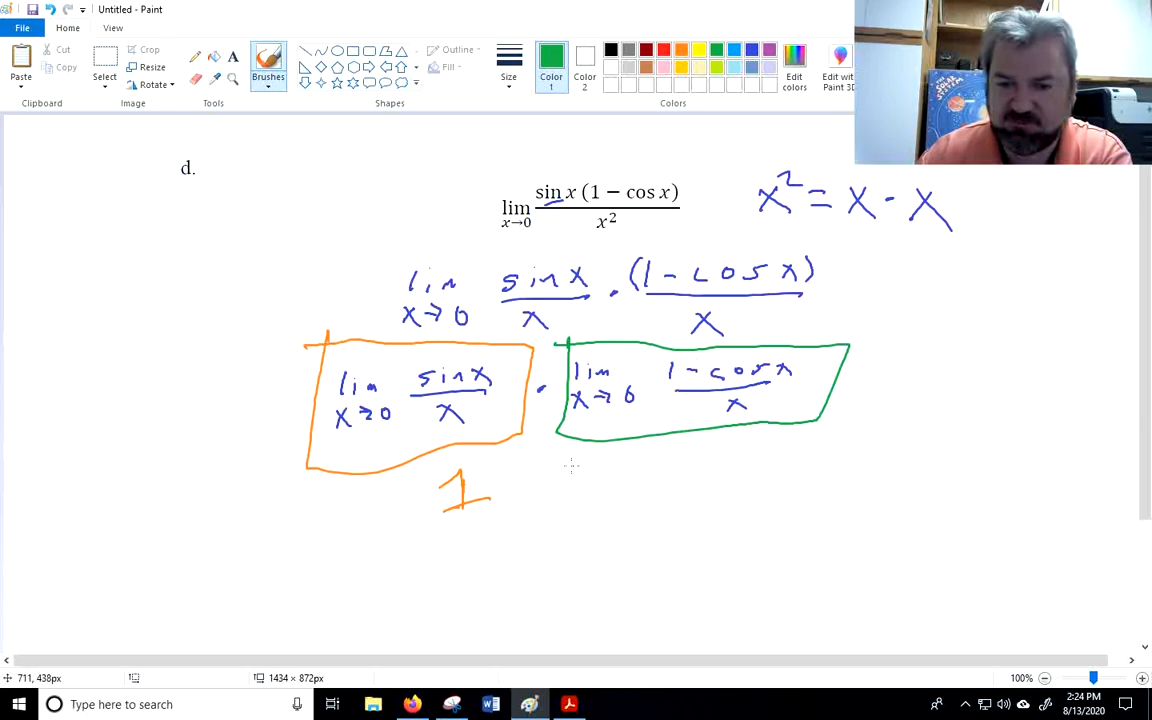 Untitled - Paint
File Home View
Paste Cut Copy
Select Crop Resize Rotate
Brushes
Outline Fill
Size
Color 1
Color 2
Edit colors
Edit with Paint 3D
Clipboard Image Tools Shapes Colors
THE SOLAR SYSTEM
d.
lim x→0 sin x (1 − cos x) / x²
x² = x · x
lim x→0 sin x / x · (1 - cos x) / x
lim x→0 sin x / x · lim x→0 1 - cos x / x
1
711, 438px 1434 × 872px 100%
Type here to search
2:24 PM
8/13/2020